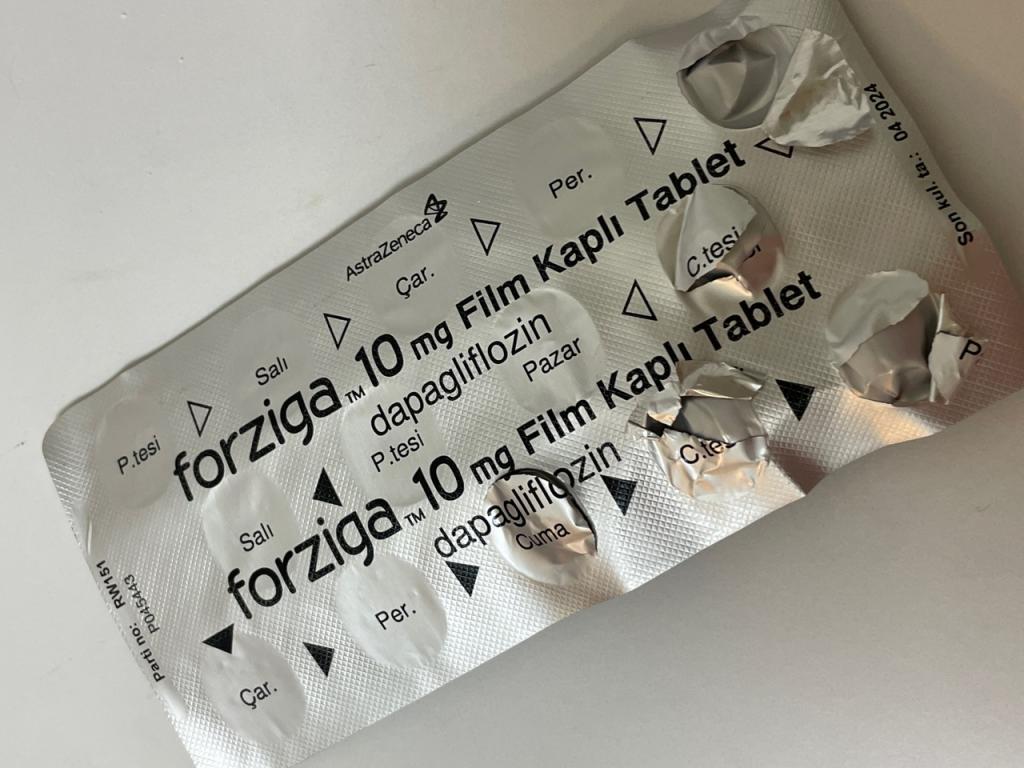 AstraZeneca
Per.
Çar.
Salı
P.tesi
forziga™ 10 mg Film Kaplı Tablet
dapagliflozin
C.tesi
Pazar
P.tesi
Salı
forziga™ 10 mg Film Kaplı Tablet
dapagliflozin
C.tes
Cuma
Per.
Çar.
P.
Parti no: RW151
P045443
Son kul. ta.: 04 2024